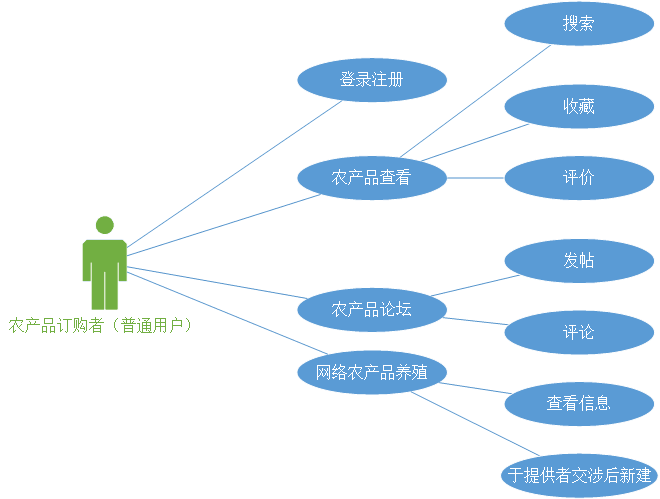 搜索
登录注册
收藏
农产品查看
评价
发帖
农产品论坛
农产品订购者（普通用户）
评论
网络农产品养殖
查看信息
于提供者交涉后新建